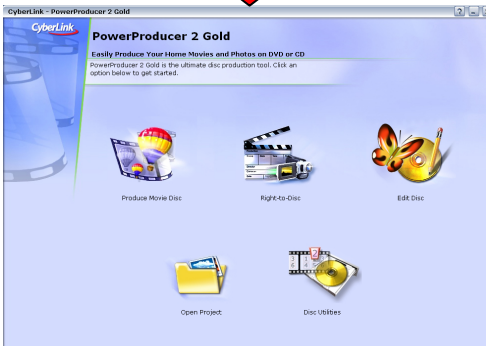 CyberLink - PowerProducer 2 Gold
CyberLink
PowerProducer 2 Gold
Easily Produce Your Home Movies and Photos on DVD or CD
PowerProducer 2 Gold is the ultimate disc production tool. Click an
option below to get started.
Produce Movie Disc
Right-to-Disc
Edit Disc
2
Open Project
Disc Utilities